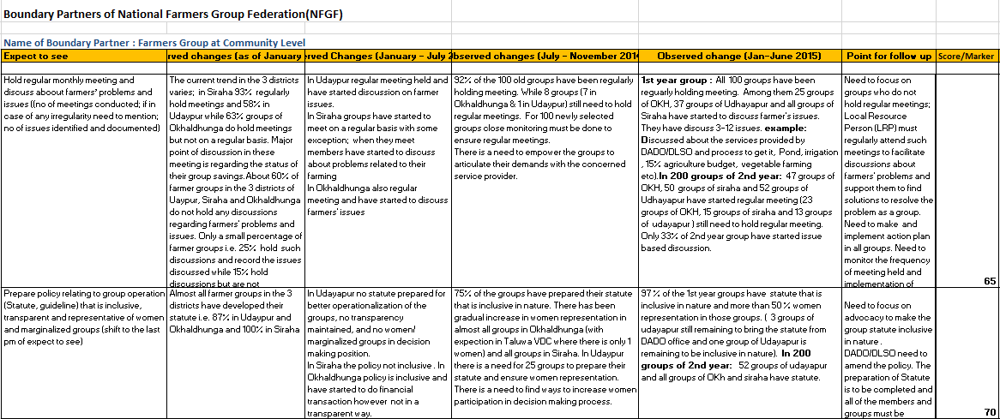 Boundary Partners of National Farmers Group Federation(NFGF)
Name of Boundary Partner : Farmers Group at Community Level
Expect to see
rved changes (as of January
rved Changes (January - July 2
bserved changes (July - November 2014
Observed change (Jan-June 2015)
Point for follow up
Score/Marker
Hold regular monthly meeting and
discuss aboout farmers' problems and
issues ((no of meetings conducted; if in
case of any irregularity need to mention;
no of issues identified and documented)
The current trend in the 3 districts
varies; in Siraha 93% regularly
hold meetings and 58% in
Udaypur while 63% groups of
Okhaldhunga do hold meetings
but not on a regular basis. Major
point of discussion in these
meeting is regarding the status of
their group savings.About 60% of
farmer groups in the 3 districts of
Uaypur, Siraha and Okhaldhunga
do not hold any discussions
regarding farmers' problems and
issues. Only a small percentage of
farmer groups i.e. 25% hold such
discussions and record the issues
discussed while 15% hold
discussions but are not
In Udaypur regular meeting held and
have started discussion on farmer
issues.
In Siraha groups have started to
meet on a regular basis with some
exception; when they meet
members have started to discuss
about problems related to their
farming
In Okhaldhunga also regular
meeting and have started to discuss
farmers' issues
92% of the 100 old groups have been regularly
holding meeting. While 8 groups (7 in
Okhaldhunga & 1 in Udaypur) still need to hold
regular meetings. For 100 newly selected
groups close monitoring must be done to
ensure regular meetings.
There is a need to empower the groups to
articulate their demands with the concerned
service provider.
1st year group : All 100 groups have been
reguarly holding meeting. Among them 25 groups
of OKH, 37 groups of Udhayapur and all groups of
Siraha have started to discuss farmer's issues.
They have discuss 3-12 issues. example:
Discussed about the services provided by
DADO/DLSO and process to get it, Pond, irrigation
, 15% agriculture budget, vegetable farming
etc).In 200 groups of 2nd year: 47 groups of
OKH, 50 groups of siraha and 52 groups of
Udhayapur have started regular meeting (23
groups of OKH, 15 groups of siraha and 13 groups
of udayapur ) still need to hold regular meeting.
Only 33% of 2nd year group have started issue
based discussion.
Need to focus on
groups who do not
hold regular meetings;
Local Resource
Person (LRP) must
regularly attend such
meetings to facilitate
discussions about
farmers' problems and
support them to find
solutions to resolve the
problem as a group.
Need to make and
implement action plan
in all groups. Need to
monitor the frequency
of meeting held and
implementation of
65
Prepare policy relating to group operation
(Statute, guideline) that is inclusive,
transparent and representative of women
and marginalized groups (shift to the last
pm of expect to see)
Almost all farmer groups in the 3
districts have developed their
statute i.e. 87% in Udaypur and
Okhaldhunga and 100% in Siraha
In Udaypur no statute prepared for
better operationalization of the
groups, no transparency
maintained, and no women/
marginalized groups in decision
making position.
In Siraha the policy not inclusive . In
Okhaldhunga policy is inclusive and
have started to do financial
transaction however not in a
transparent way.
75% of the groups have prepared their statute
that is inclusive in nature. There has been
gradual increase in women representation in
almost all groups in Okhaldhunga (with
expection in Taluwa VDC where there is only 1
women) and all groups in Siraha. In Udaypur
there is a need for 25 groups to prepare their
statute and ensure women representation.
There is a need to find ways to increase women
participation in decision making process.
97 % of the 1st year groups have statute that is
inclusive in nature and more than 50 % women
representation in those groups. ( 3 groups of
udayapur still remaining to bring the statute from
DADO office and one group of Udayapur is
remaining to be inclusive in nature). In 200
groups of 2nd year: 52 groups of udayapur
and all groups of OKh and siraha have statute.
Need to focus on
advocacy to make the
group statute inclusive
in nature .
DADO/DLSO need to
amend the policy. The
preparation of Statute
is to be completed and
all of the members and
groups must be
70